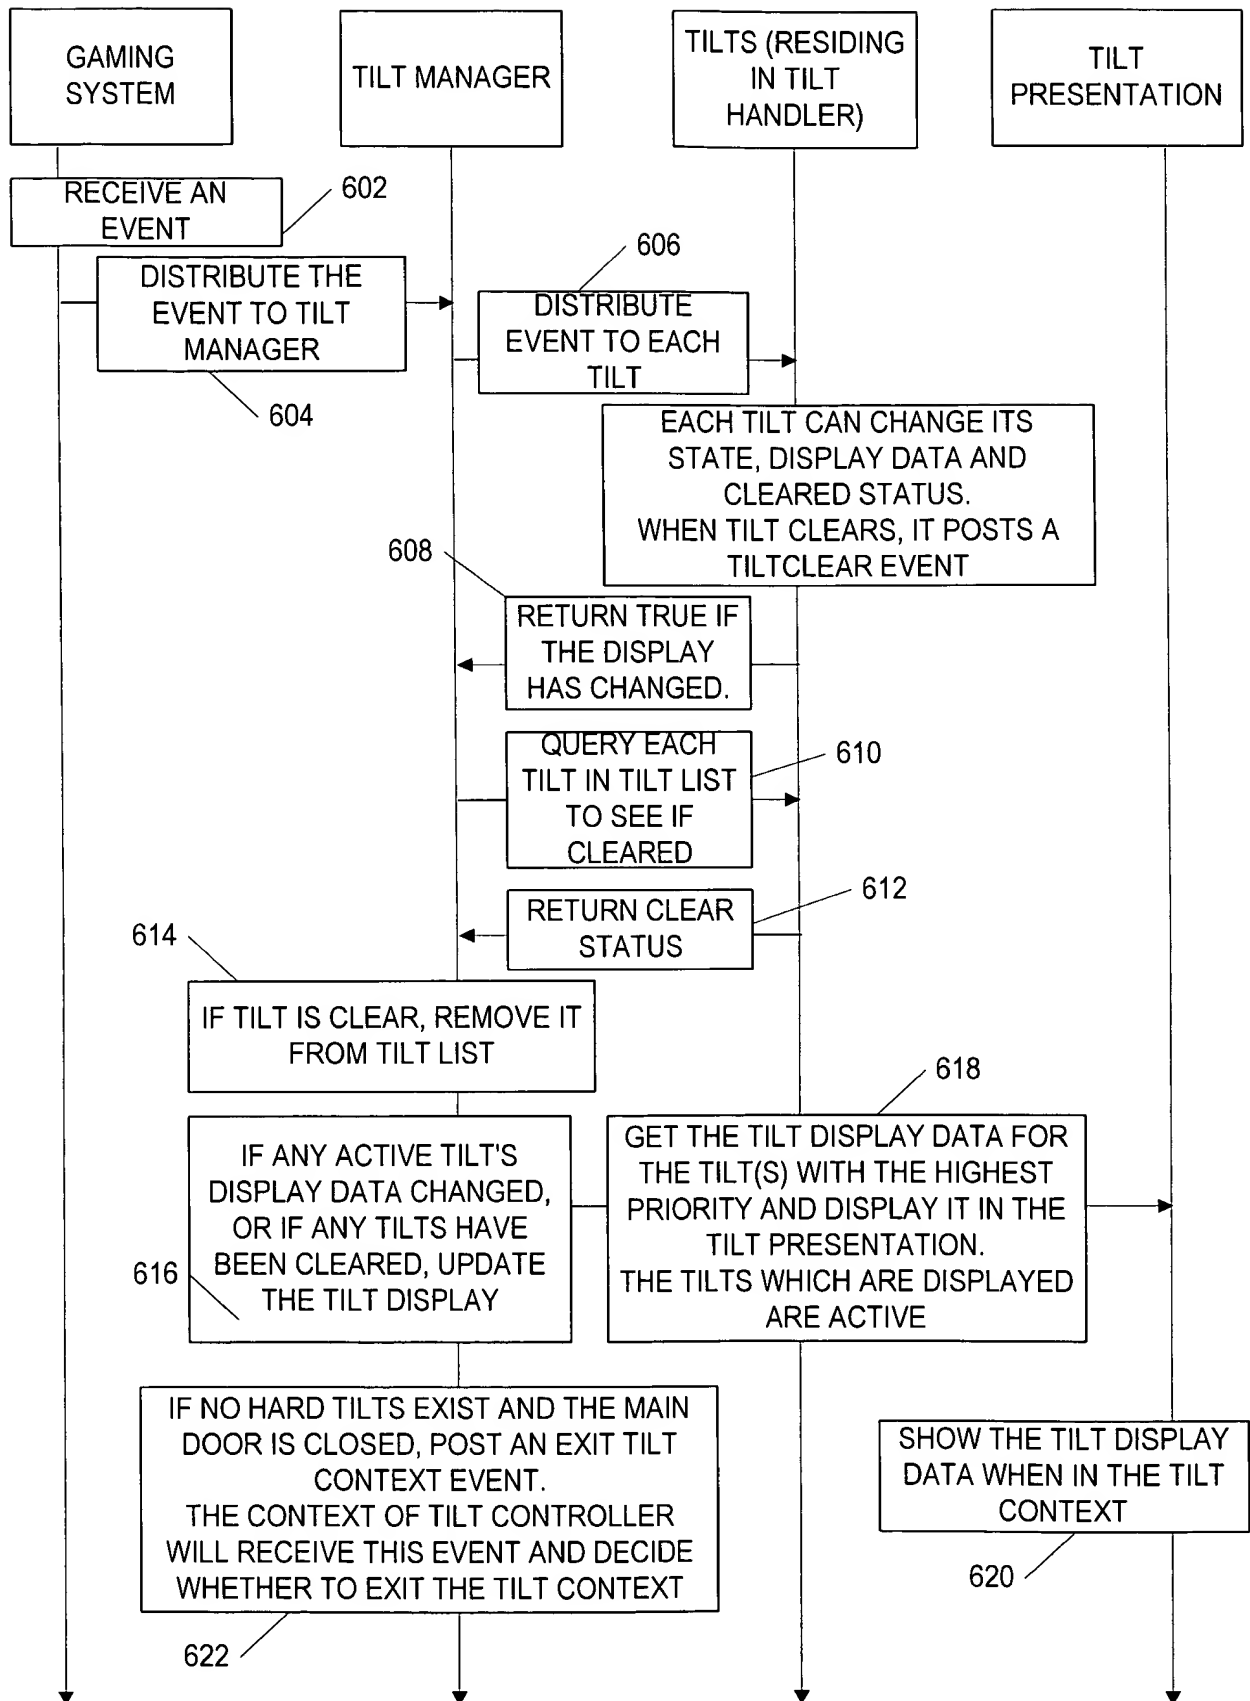 GAMING
SYSTEM
TILT MANAGER
TILTS (RESIDING
IN TILT
HANDLER)
TILT
PRESENTATION
RECEIVE AN
EVENT
602
DISTRIBUTE THE
EVENT TO TILT
MANAGER
604
606
DISTRIBUTE
EVENT TO EACH
TILT
EACH TILT CAN CHANGE ITS
STATE, DISPLAY DATA AND
CLEARED STATUS.
WHEN TILT CLEARS, IT POSTS A
TILTCLEAR EVENT
608
RETURN TRUE IF
THE DISPLAY
HAS CHANGED.
QUERY EACH
TILT IN TILT LIST
TO SEE IF
CLEARED
610
612
RETURN CLEAR
STATUS
614
IF TILT IS CLEAR, REMOVE IT
FROM TILT LIST
IF ANY ACTIVE TILT'S
DISPLAY DATA CHANGED,
OR IF ANY TILTS HAVE
BEEN CLEARED, UPDATE
THE TILT DISPLAY
616
618
GET THE TILT DISPLAY DATA FOR
THE TILT(S) WITH THE HIGHEST
PRIORITY AND DISPLAY IT IN THE
TILT PRESENTATION.
THE TILTS WHICH ARE DISPLAYED
ARE ACTIVE
IF NO HARD TILTS EXIST AND THE MAIN
DOOR IS CLOSED, POST AN EXIT TILT
CONTEXT EVENT.
THE CONTEXT OF TILT CONTROLLER
WILL RECEIVE THIS EVENT AND DECIDE
WHETHER TO EXIT THE TILT CONTEXT
622
SHOW THE TILT DISPLAY
DATA WHEN IN THE TILT
CONTEXT
620